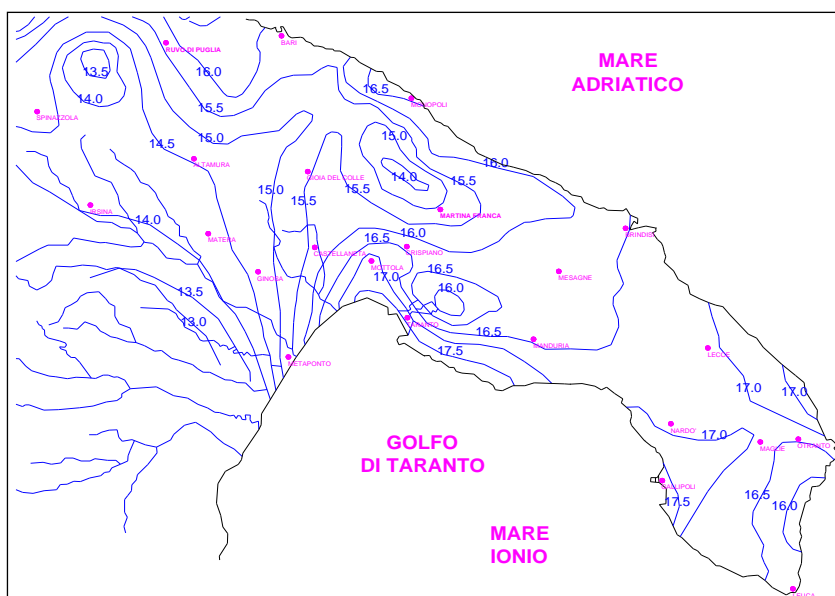 BARI
RUVO DI PUGLIA
MARE
ADRIATICO
13.5
16.0
16.5
14.0
MONOPOLI
15.5
SPINAZZOLA
15.0
15.0
14.5
16.0
ALTAMURA
GIOIA DEL COLLE
14.0
15.5
15.0
15.5
15.5
IRSINA
MARTINA FRANCA
14.0
MATERA
16.0
BRINDISI
16.5
CASTELLANETA
CRISPIANO
MOTTOLA
16.5
GINOSA
17.0
MESAGNE
16.0
13.5
13.0
TARANTO
16.5
MANDURIA
17.5
LECCE
METAPONTO
17.0
17.0
NARDO'
17.0
GOLFO
DI TARANTO
MAGLIE
OTRANTO
GALLIPOLI
16.5
17.5
16.0
MARE
IONIO
LEUCA